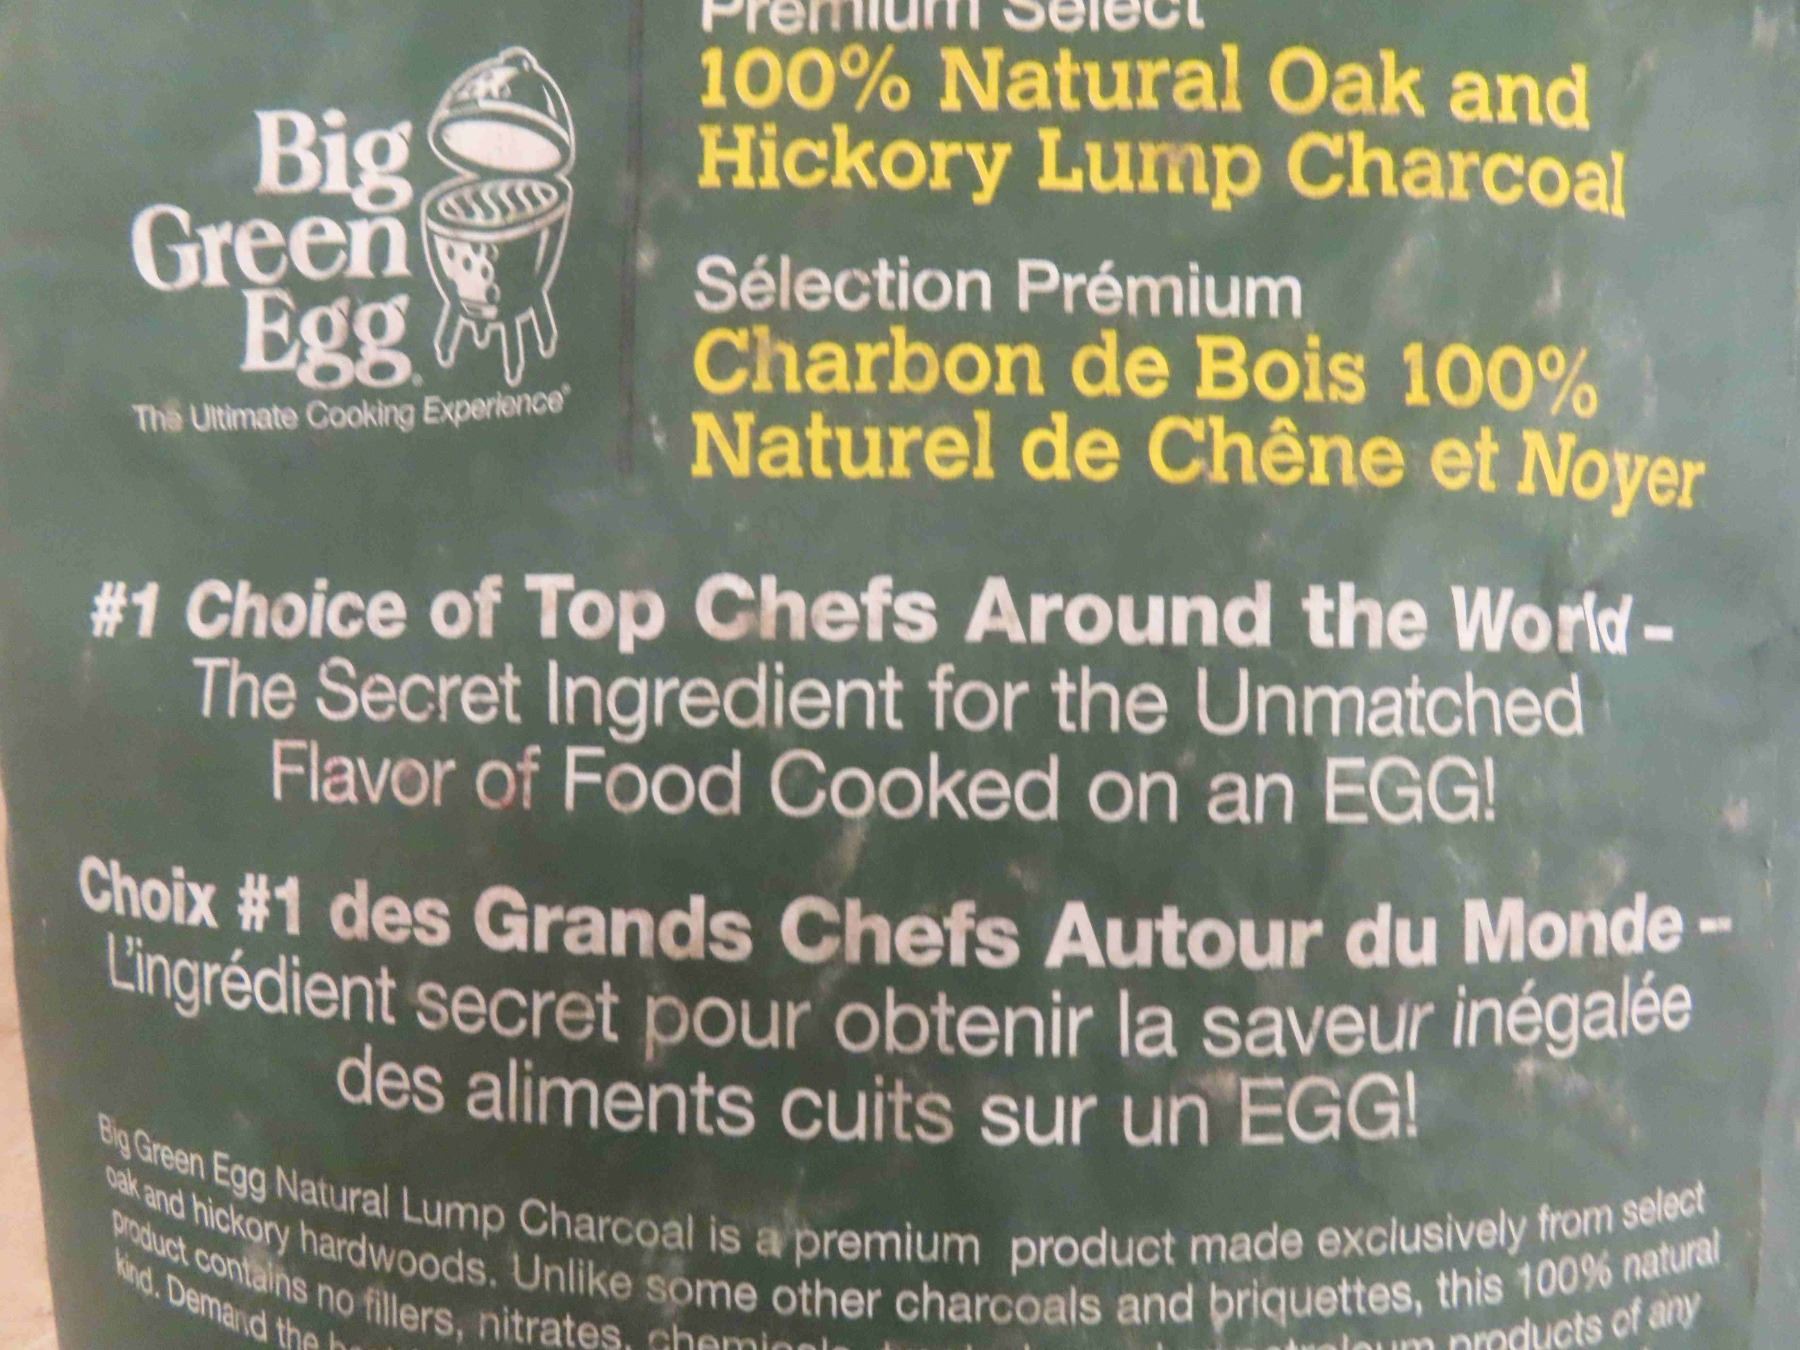 Big
Green
Egg
The Ultimate Cooking Experience®
Premium Select
100% Natural Oak and
Hickory Lump Charcoal
Sélection Prémium
Charbon de Bois 100%
Naturel de Chêne et Noyer
#1 Choice of Top Chefs Around the World -
The Secret Ingredient for the Unmatched
Flavor of Food Cooked on an EGG!
Choix #1 des Grands Chefs Autour du Monde --
L'ingrédient secret pour obtenir la saveur inégalée
des aliments cuits sur un EGG!
Big Green Egg Natural Lump Charcoal is a premium product made exclusively from select
oak and hickory hardwoods. Unlike some other charcoals and briquettes, this 100% natural
product contains no fillers, nitrates, petroleum products of any
kind. Demand the